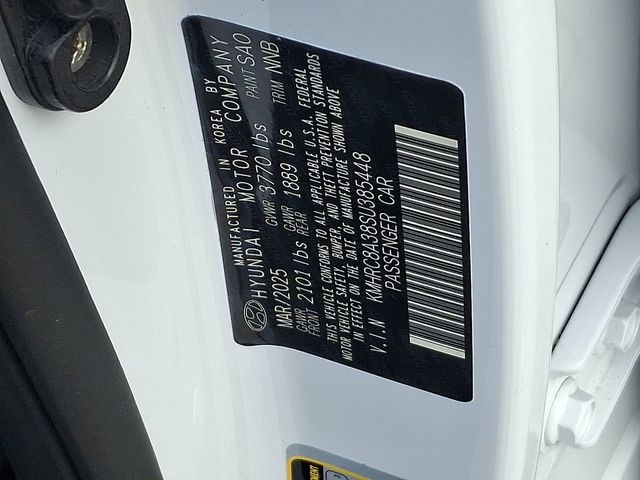 MANUFACTURED IN KOREA BY
HYUNDAI MOTOR COMPANY
MAR/2025 GVWR 3770 lbs PAINT SAO
GAWR FRONT 2101 lbs GAWR REAR 1889 lbs TRIM NNB
THIS VEHICLE CONFORMS TO ALL APPLICABLE U.S.A. FEDERAL
MOTOR VEHICLE SAFETY, BUMPER, AND THEFT PREVENTION STANDARDS
IN EFFECT ON THE DATE OF MANUFACTURE SHOWN ABOVE
V.I.N KMHRC8A38SU385448
PASSENGER CAR